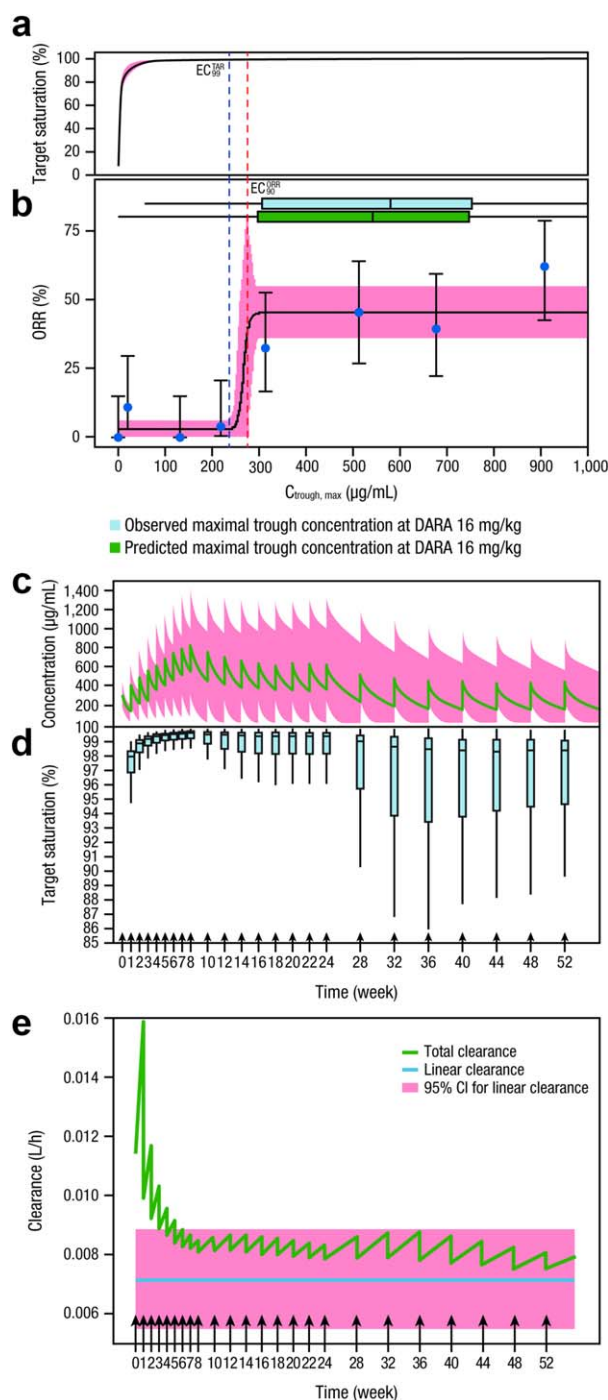 a
100
80
60
40
20
0
Target saturation (%)
EC99TAR
b
EC90ORR
75
50
25
0
ORR (%)
0 100 200 300 400 500 600 700 800 900 1,000
Ctrough, max (µg/mL)
Observed maximal trough concentration at DARA 16 mg/kg
Predicted maximal trough concentration at DARA 16 mg/kg
c
1,400
1,200
1,000
800
600
400
200
Concentration (µg/mL)
d
100
99
98
97
96
95
94
93
92
91
90
89
88
87
86
85
Target saturation (%)
0 1 2 3 4 5 6 7 8 10 12 14 16 18 20 22 24 28 32 36 40 44 48 52
Time (week)
e
0.016
0.014
0.012
0.010
0.008
0.006
Clearance (L/h)
Total clearance
Linear clearance
95% CI for linear clearance
0 1 2 3 4 5 6 7 8 10 12 14 16 18 20 22 24 28 32 36 40 44 48 52
Time (week)